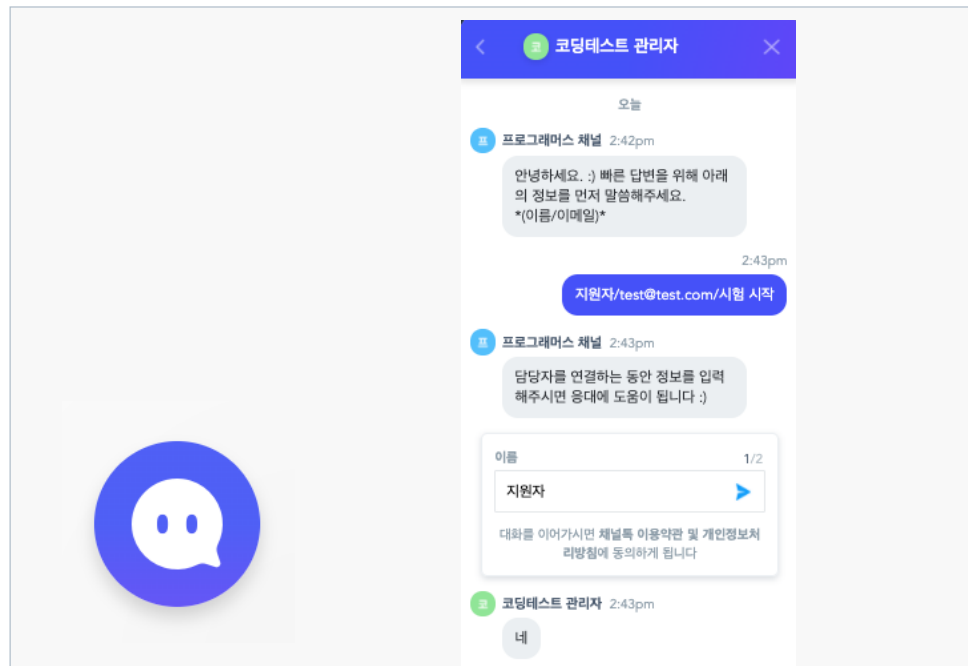 코 코딩테스트 관리자
오늘
프 프로그래머스 채널 2:42pm
안녕하세요. :) 빠른 답변을 위해 아래
의 정보를 먼저 말씀해주세요.
*(이름/이메일)*
2:43pm
지원자/test@test.com/시험 시작
프 프로그래머스 채널 2:43pm
담당자를 연결하는 동안 정보를 입력
해주시면 응대에 도움이 됩니다 :)
이름 1/2
지원자
대화를 이어가시면 채널톡 이용약관 및 개인정보처
리방침에 동의하게 됩니다
코 코딩테스트 관리자 2:43pm
네